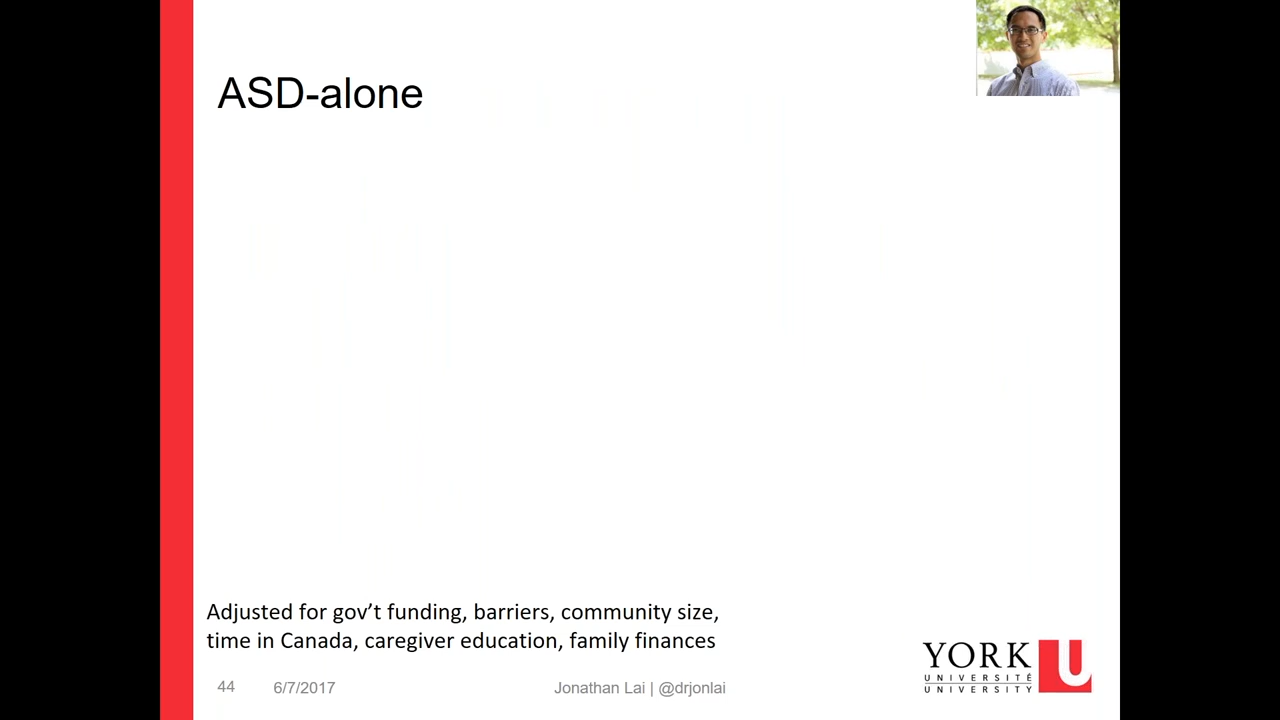 ASD-alone
Adjusted for gov’t funding, barriers, community size,
time in Canada, caregiver education, family finances
44
6/7/2017
Jonathan Lai | @drjonlai
YORK U
UNIVERSITÉ
UNIVERSITY